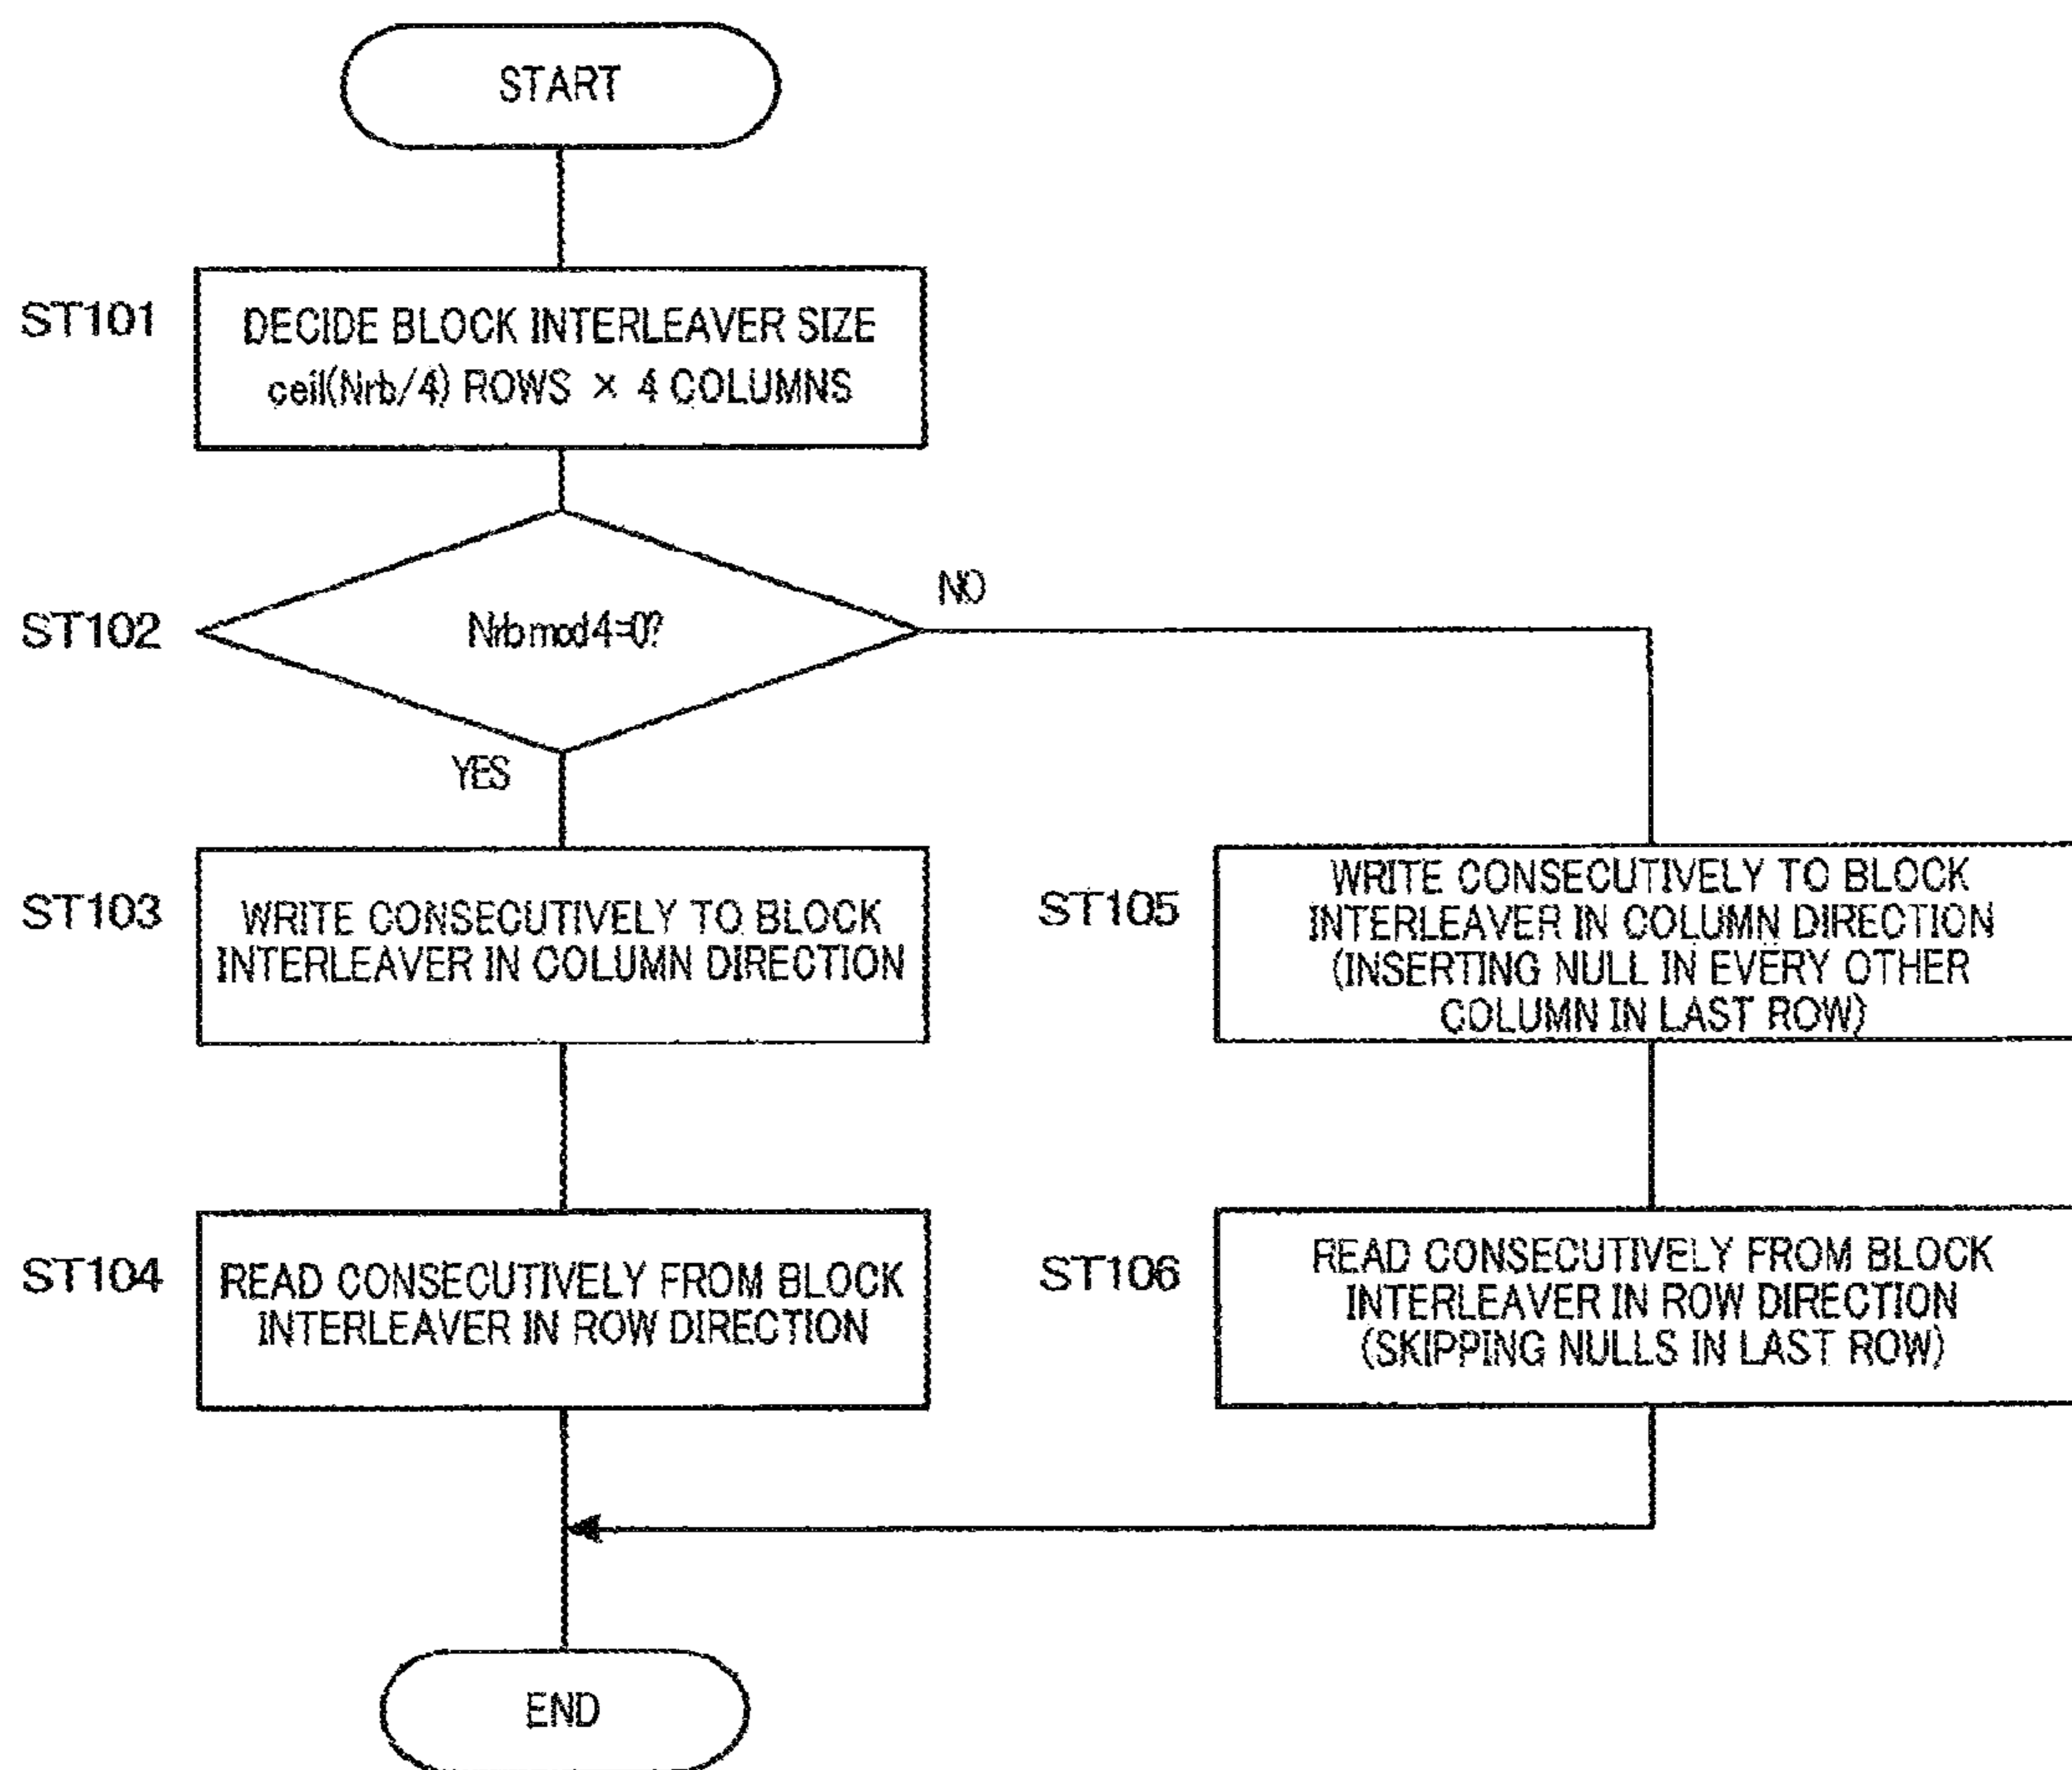 START
ST101
DECIDE BLOCK INTERLEAVER SIZE
ceil(Nrb/4) ROWS × 4 COLUMNS
ST102
Nrb mod 4=0?
NO
YES
ST103
WRITE CONSECUTIVELY TO BLOCK
INTERLEAVER IN COLUMN DIRECTION
ST105
WRITE CONSECUTIVELY TO BLOCK
INTERLEAVER IN COLUMN DIRECTION
(INSERTING NULL IN EVERY OTHER
COLUMN IN LAST ROW)
ST104
READ CONSECUTIVELY FROM BLOCK
INTERLEAVER IN ROW DIRECTION
ST106
READ CONSECUTIVELY FROM BLOCK
INTERLEAVER IN ROW DIRECTION
(SKIPPING NULLS IN LAST ROW)
END